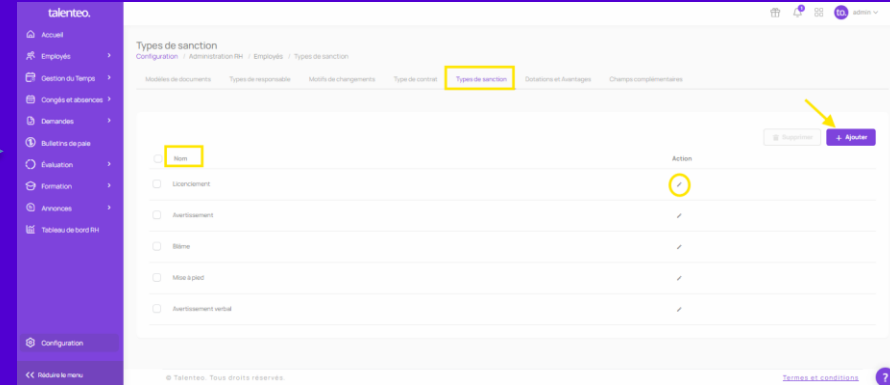 talenteo.
1
to. admin
Accueil
Employés
Gestion du Temps
Congés et absences
Demandes
Bulletins de paie
Évaluation
Formation
Annonces
Tableau de bord RH
Configuration
<< Réduire le menu
Types de sanction
Configuration / Administration RH / Employés / Types de sanction
Modèles de documents Types de responsable Motifs de changements Type de contrat Types de sanction Dotations et Avantages Champs complémentaires
Supprimer + Ajouter
Nom Action
Licenciement
Avertissement
Blâme
Mise à pied
Avertissement verbal
© Talenteo. Tous droits réservés. Termes et conditions ?